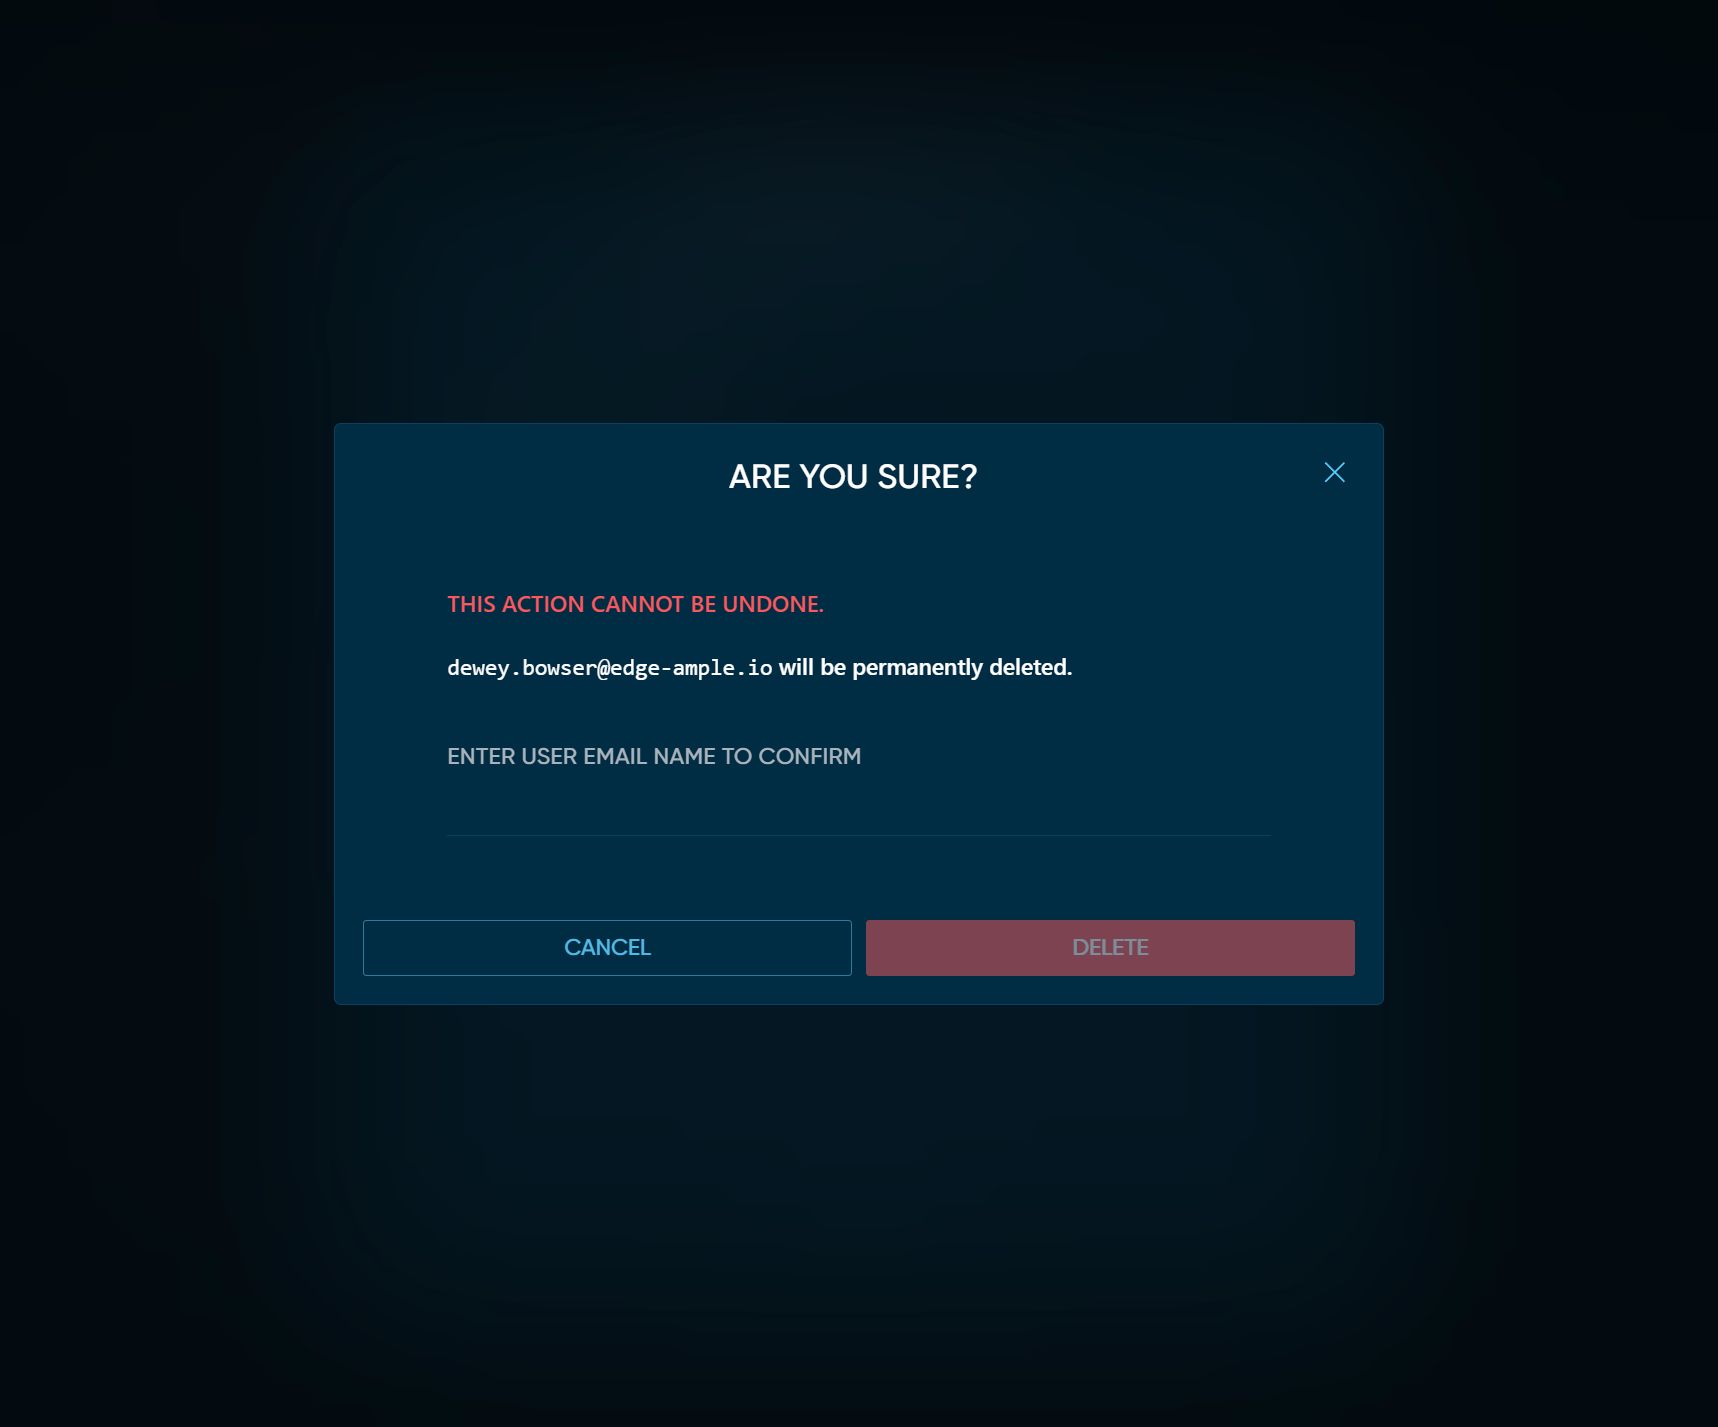 ARE YOU SURE?
THIS ACTION CANNOT BE UNDONE.
dewey.bowser@edge-ample.io will be permanently deleted.
ENTER USER EMAIL NAME TO CONFIRM
CANCEL
DELETE